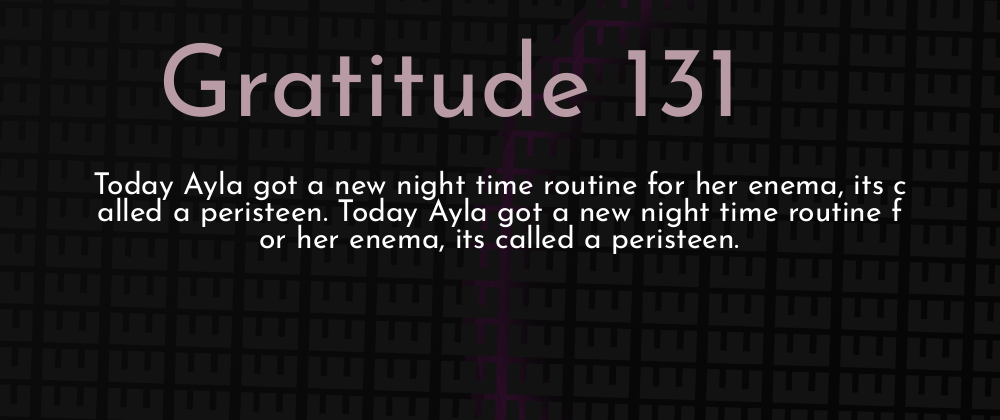 Gratitude 131
Today Ayla got a new night time routine for her enema, its c
alled a peristeen. Today Ayla got a new night time routine f
or her enema, its called a peristeen.